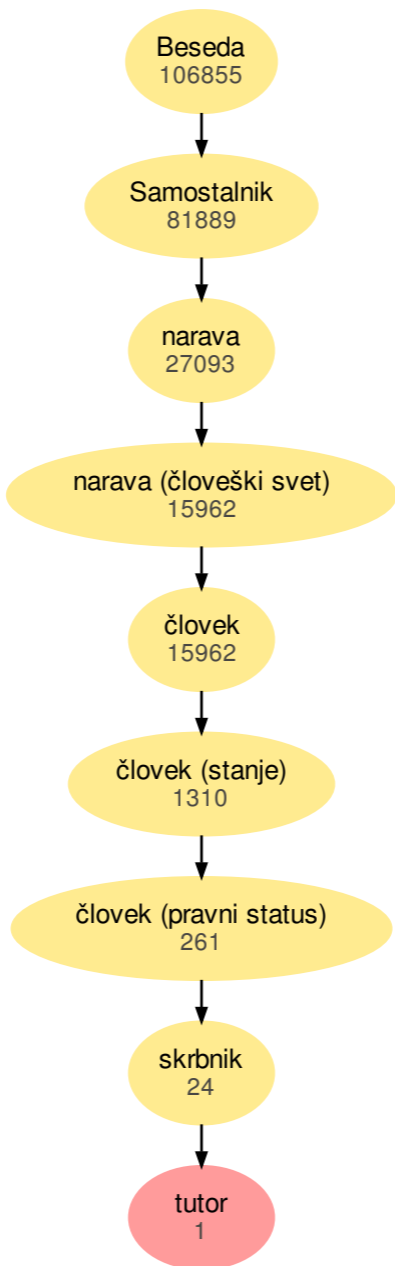 Beseda
106855
Samostalnik
81889
narava
27093
narava (človeški svet)
15962
človek
15962
človek (stanje)
1310
človek (pravni status)
261
skrbnik
24
tutor
1